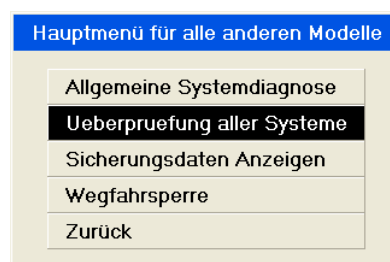 Hauptmenü für alle anderen Modelle
Allgemeine Systemdiagnose
Ueberpruefung aller Systeme
Sicherungsdaten Anzeigen
Wegfahrsperre
Zurück